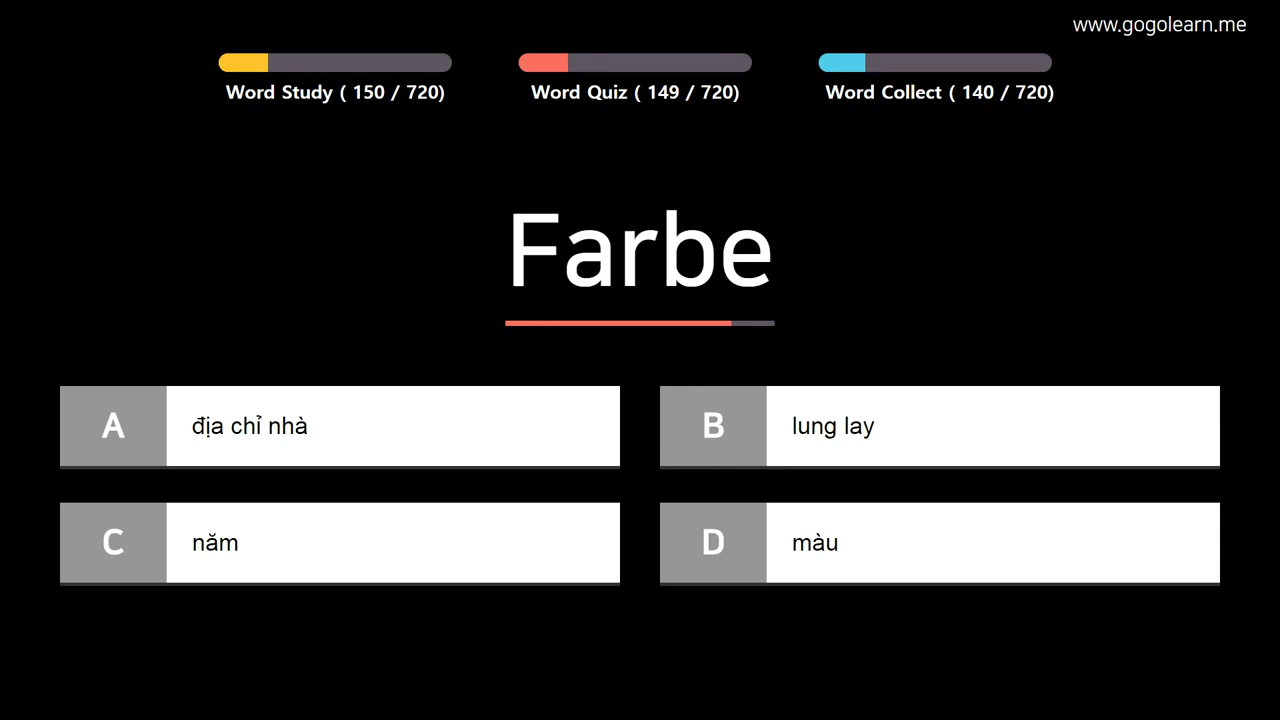 www.gogolearn.me
Word Study ( 150 / 720)
Word Quiz ( 149 / 720)
Word Collect ( 140 / 720)
Farbe
A
địa chỉ nhà
B
lung lay
C
năm
D
màu